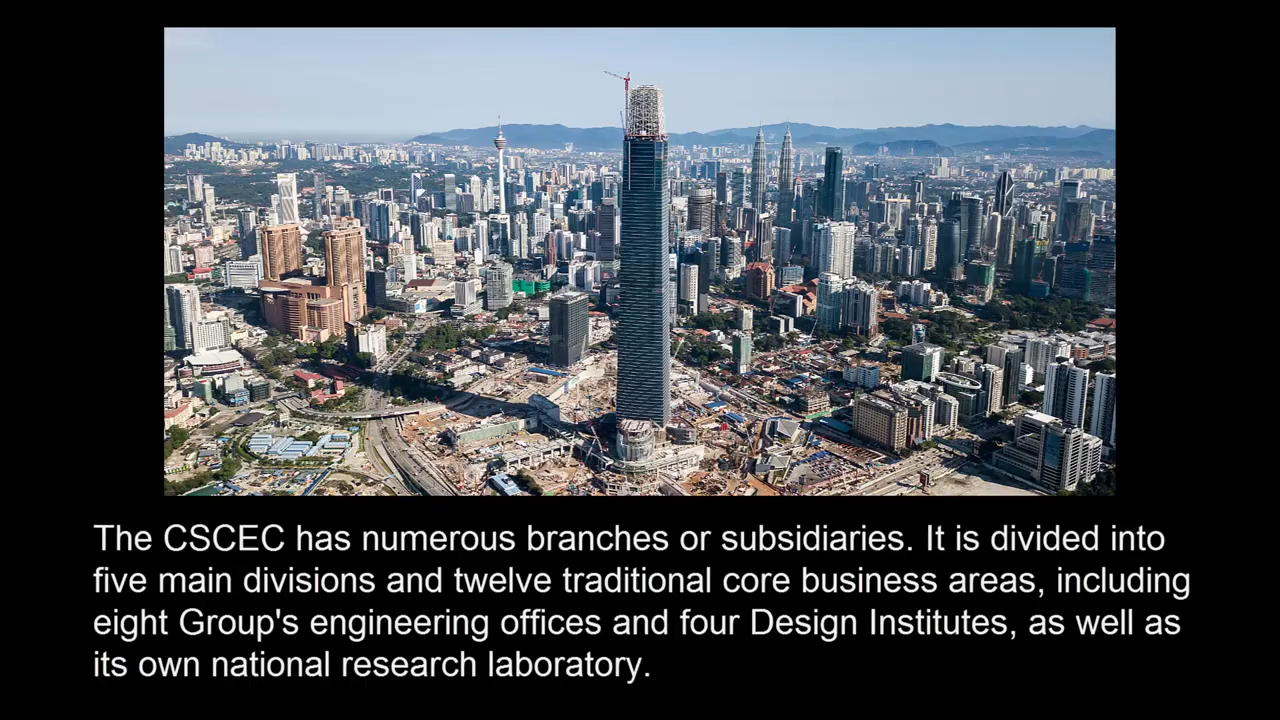 The CSCEC has numerous branches or subsidiaries. It is divided into
five main divisions and twelve traditional core business areas, including
eight Group's engineering offices and four Design Institutes, as well as
its own national research laboratory.